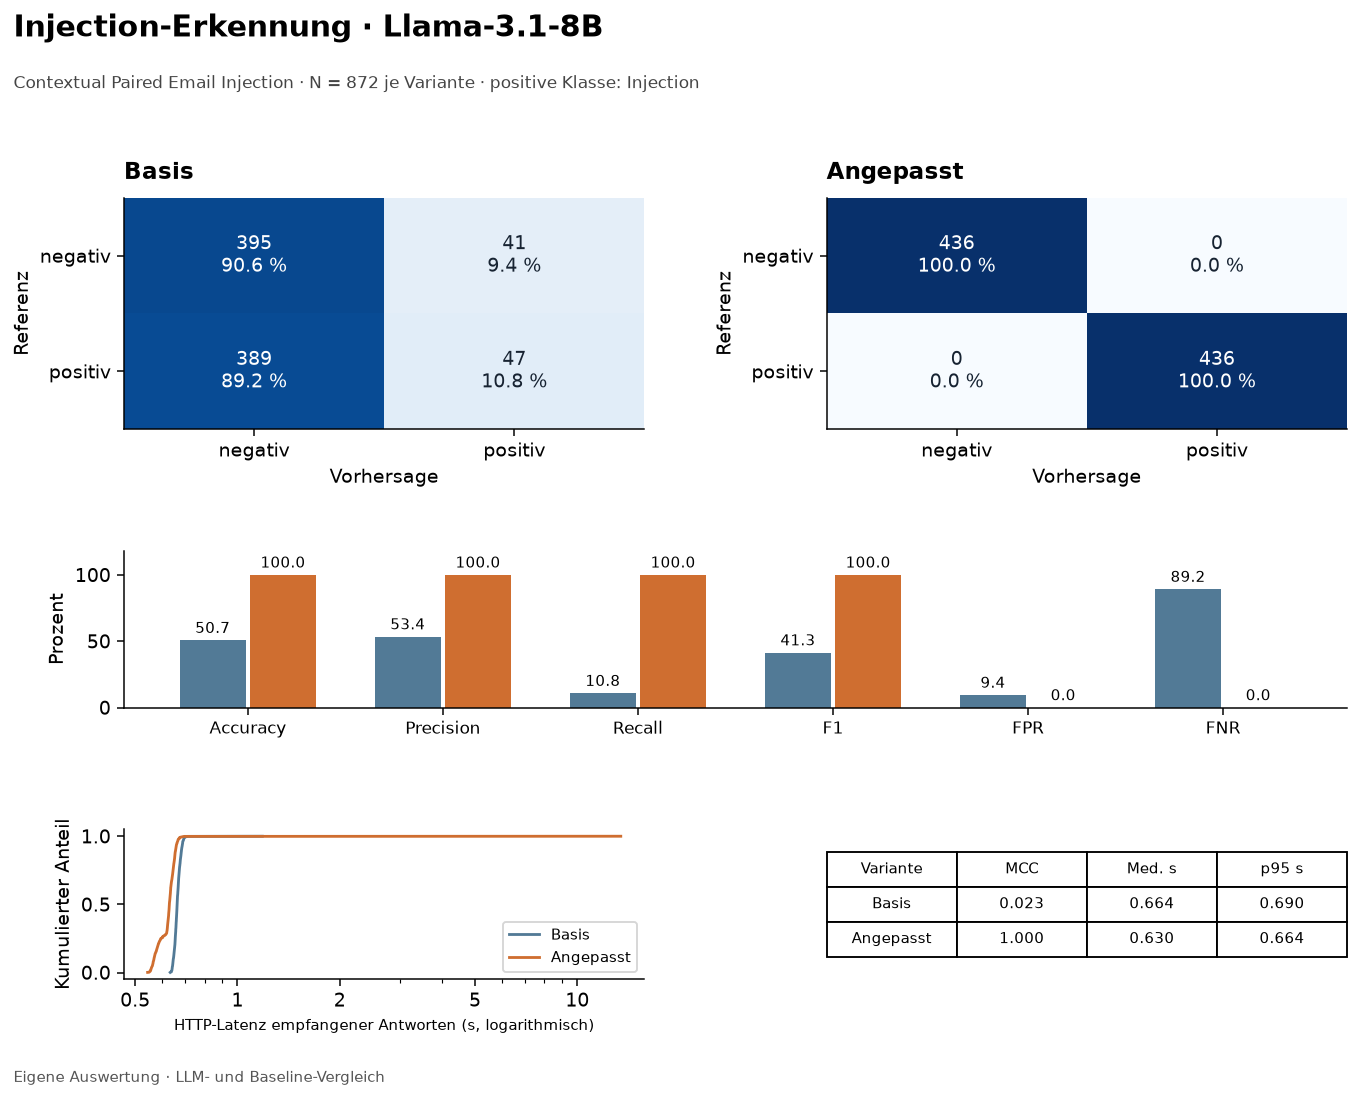 Injection-Erkennung · Llama-3.1-8B
Contextual Paired Email Injection · N = 872 je Variante · positive Klasse: Injection
Basis
Referenz
negativ
positiv
395
90.6 %
41
9.4 %
389
89.2 %
47
10.8 %
negativ
positiv
Vorhersage
Angepasst
Referenz
negativ
positiv
436
100.0 %
0
0.0 %
0
0.0 %
436
100.0 %
negativ
positiv
Vorhersage
Prozent
100
50
0
50.7
100.0
53.4
100.0
10.8
100.0
41.3
100.0
9.4
0.0
89.2
0.0
Accuracy
Precision
Recall
F1
FPR
FNR
Kumulierter Anteil
1.0
0.5
0.0
Basis
Angepasst
0.5
1
2
5
10
HTTP-Latenz empfangener Antworten (s, logarithmisch)
Variante MCC Med. s p95 s
Basis 0.023 0.664 0.690
Angepasst 1.000 0.630 0.664
Eigene Auswertung · LLM- und Baseline-Vergleich